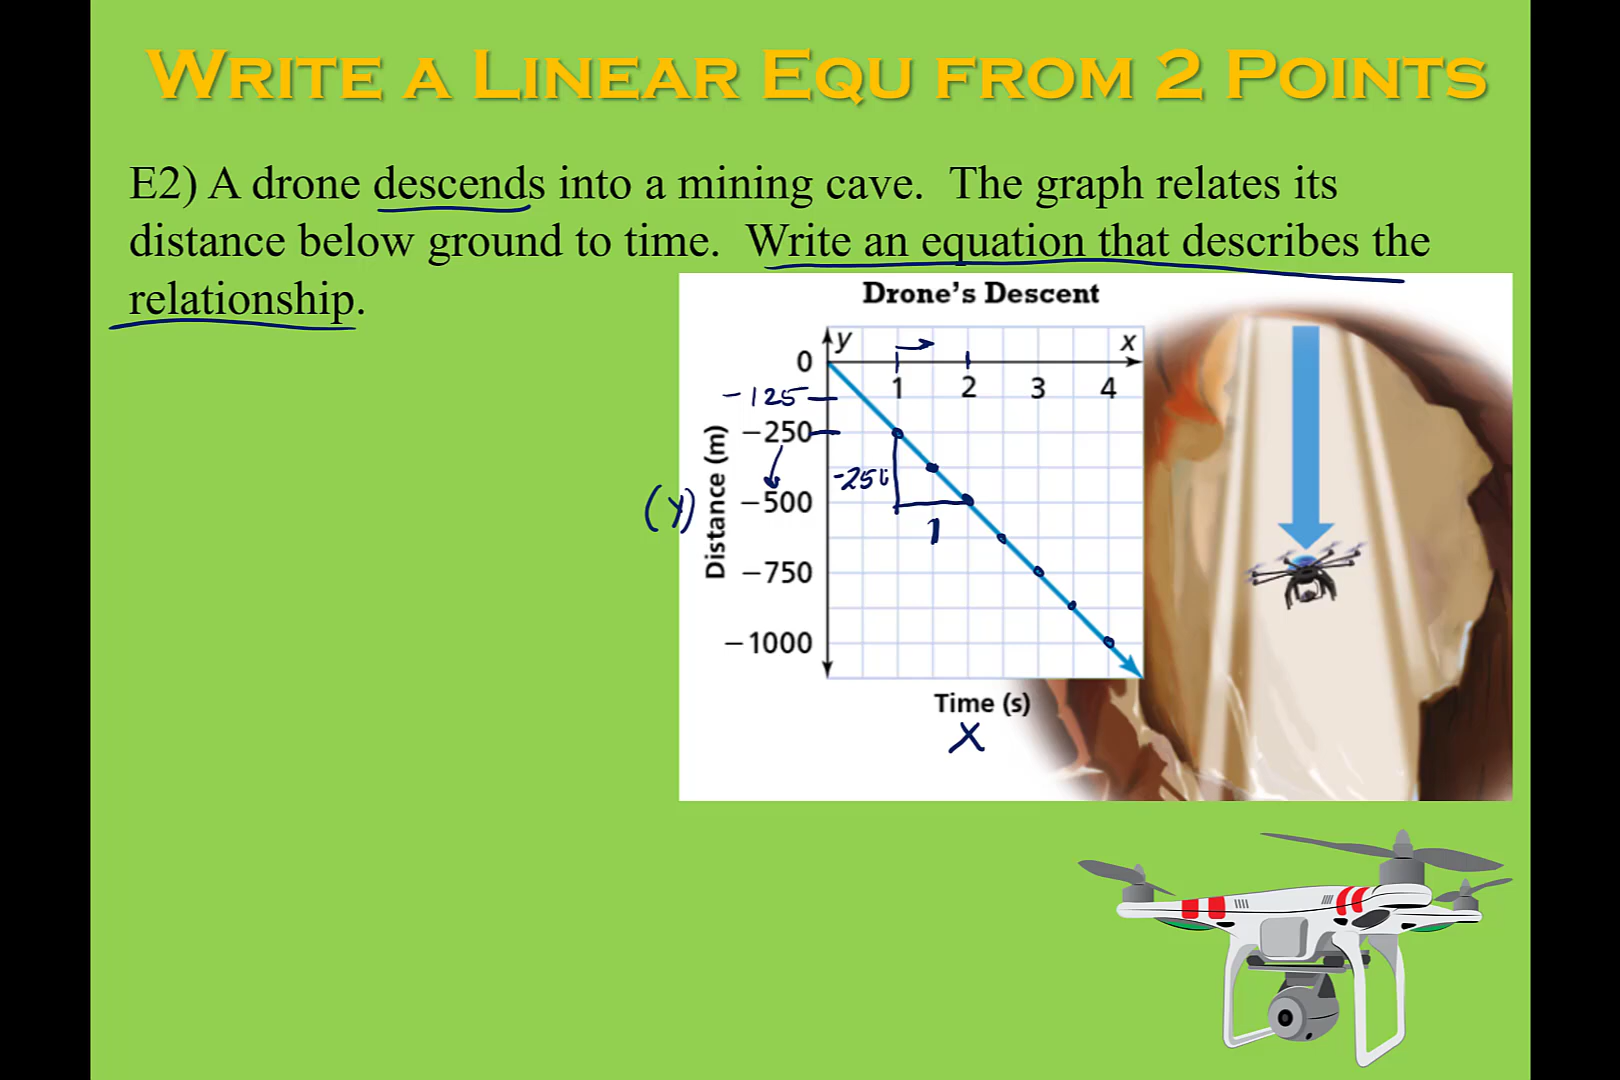 WRITE A LINEAR EQU FROM 2 POINTS
E2) A drone descends into a mining cave. The graph relates its
distance below ground to time. Write an equation that describes the
relationship.
Drone's Descent
y
x
0
1 2 3 4
-125
−250
-250
−500
1
(y)
Distance (m)
−750
−1000
Time (s)
X